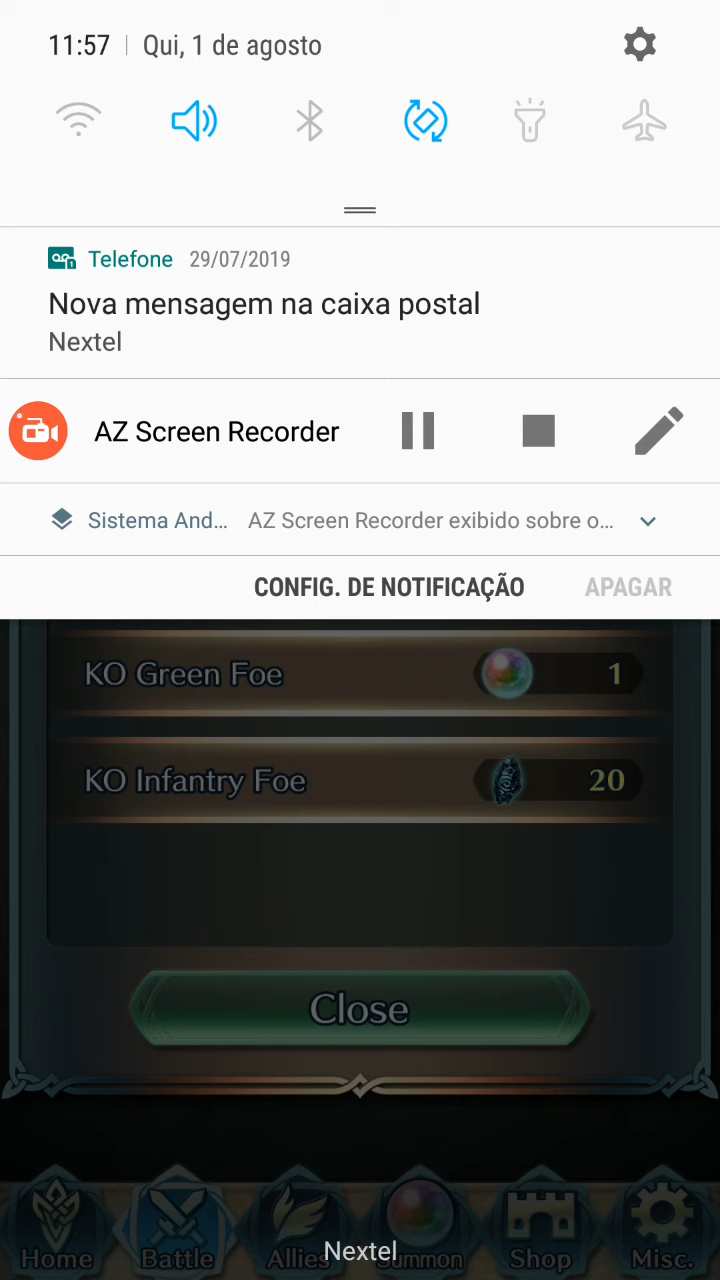 11:57 | Qui, 1 de agosto
Telefone 29/07/2019
Nova mensagem na caixa postal
Nextel
AZ Screen Recorder
Sistema And... AZ Screen Recorder exibido sobre o...
CONFIG. DE NOTIFICAÇÃO APAGAR
KO Green Foe 1
KO Infantry Foe 20
Close
Home Battle Allies Summon Shop Misc.
Nextel